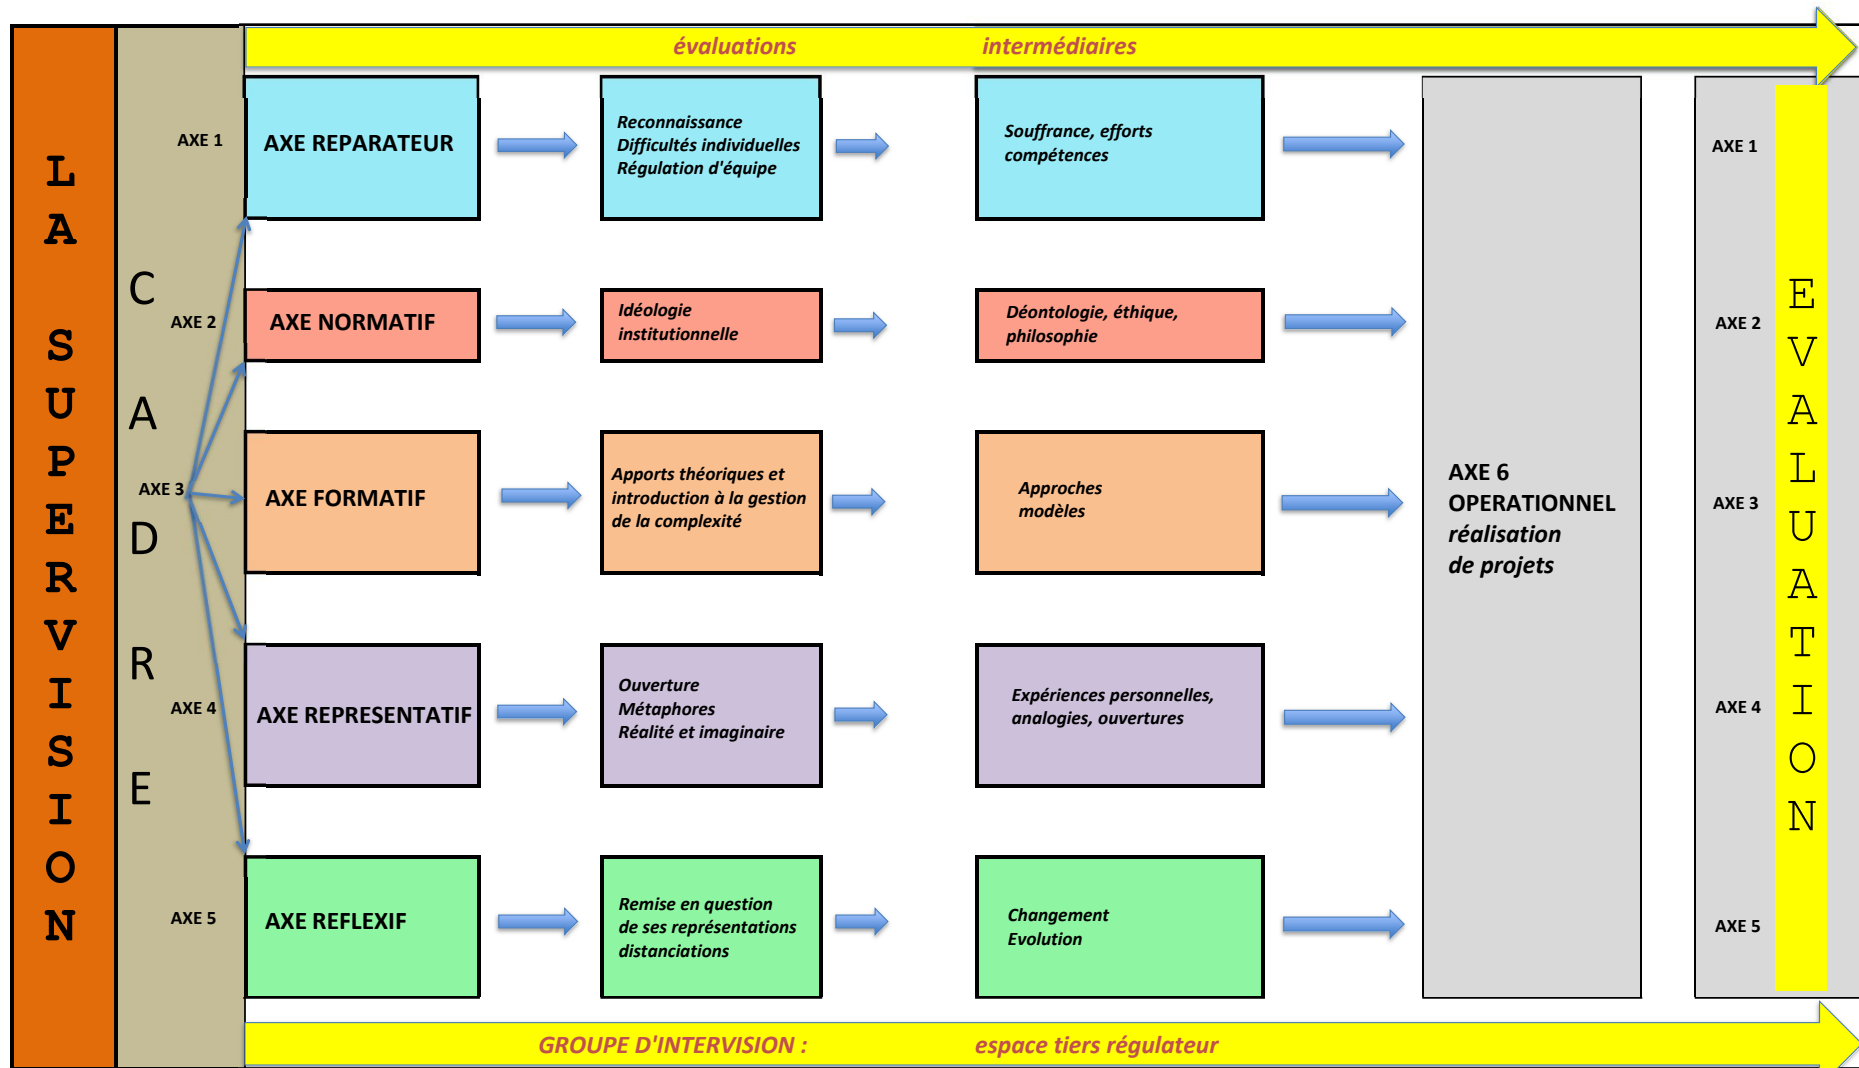 évaluations intermédiaires
LA SUPERVISION
CADRE
AXE 1
AXE REPARATEUR
Reconnaissance
Difficultés individuelles
Régulation d'équipe
Souffrance, efforts
compétences
AXE 1
AXE 2
AXE NORMATIF
Idéologie
institutionnelle
Déontologie, éthique,
philosophie
AXE 2
AXE 3
AXE FORMATIF
Apports théoriques et
introduction à la gestion
de la complexité
Approches
modèles
AXE 6
OPERATIONNEL
réalisation
de projets
AXE 3
AXE 4
AXE REPRESENTATIF
Ouverture
Métaphores
Réalité et imaginaire
Expériences personnelles,
analogies, ouvertures
AXE 4
AXE 5
AXE REFLEXIF
Remise en question
de ses représentations
distanciations
Changement
Evolution
AXE 5
EVALUATION
GROUPE D'INTERVISION : espace tiers régulateur